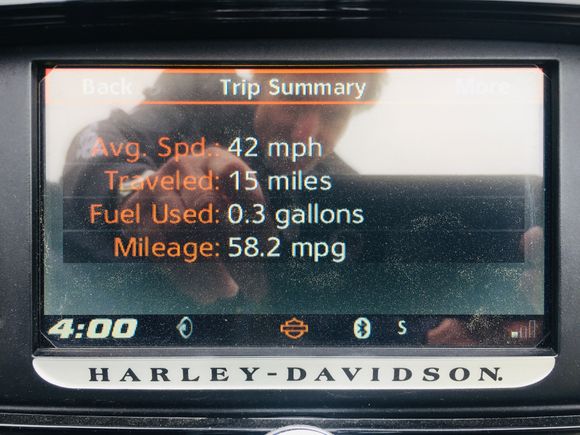 Back Trip Summary More
Avg. Spd.: 42 mph
Traveled: 15 miles
Fuel Used: 0.3 gallons
Mileage: 58.2 mpg
4:00 S
HARLEY-DAVIDSON.